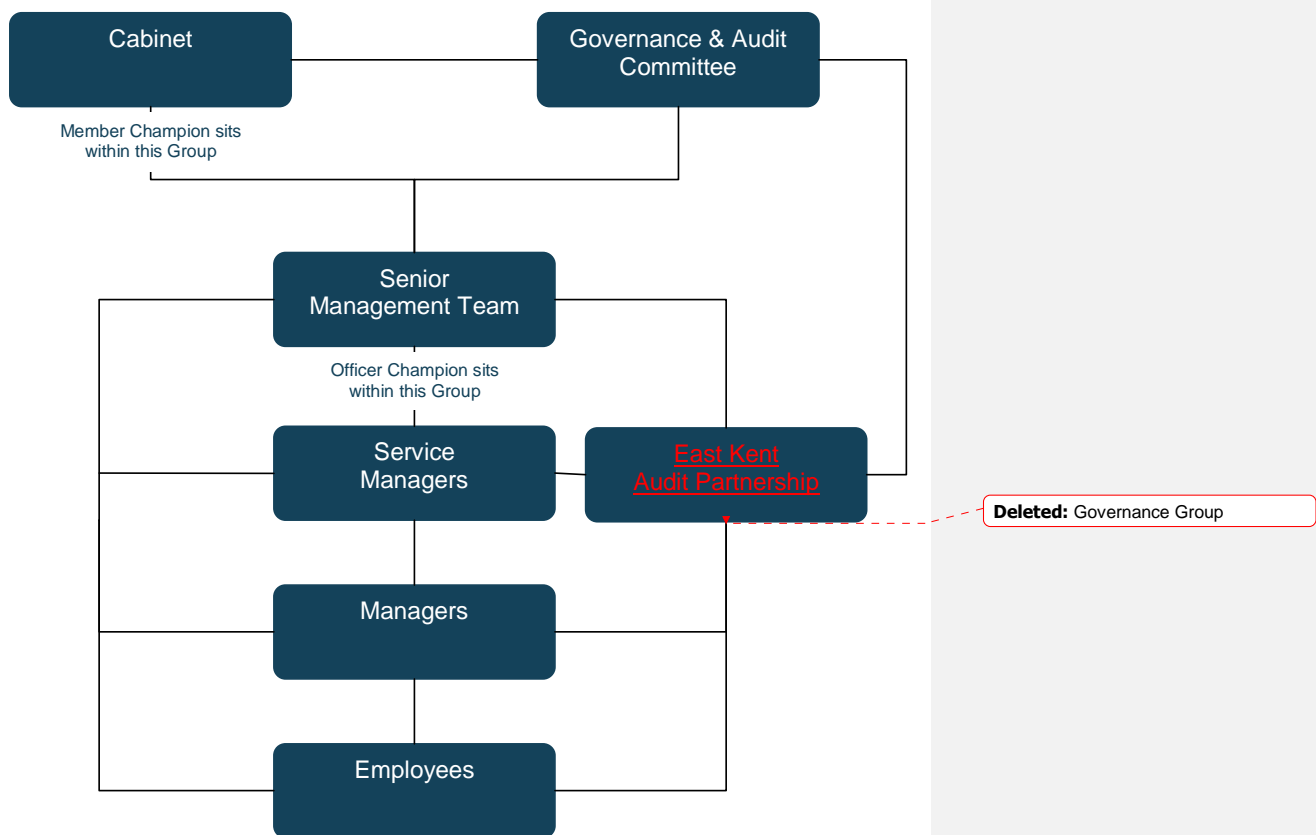 Cabinet
Governance & Audit
Committee
Member Champion sits
within this Group
Senior
Management Team
Officer Champion sits
within this Group
Service
Managers
East Kent
Audit Partnership
Deleted: Governance Group
Managers
Employees